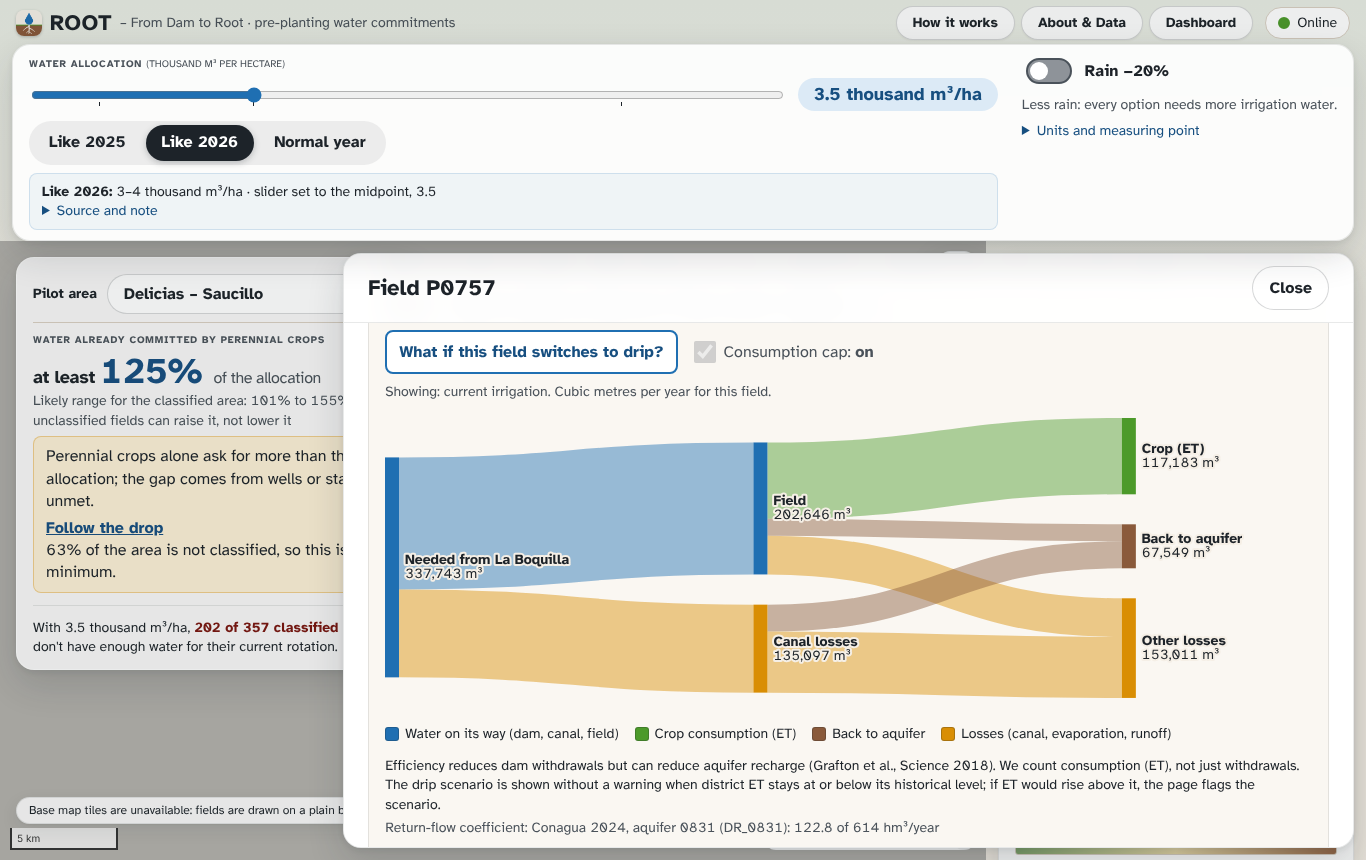 ROOT – From Dam to Root · pre-planting water commitments
How it works
About & Data
Dashboard
Online
WATER ALLOCATION (THOUSAND M³ PER HECTARE)
3.5 thousand m³/ha
Like 2025
Like 2026
Normal year
Like 2026: 3–4 thousand m³/ha · slider set to the midpoint, 3.5
Source and note
Rain −20%
Less rain: every option needs more irrigation water.
Units and measuring point
Pilot area
Delicias – Saucillo
WATER ALREADY COMMITTED BY PERENNIAL CROPS
at least 125% of the allocation
Likely range for the classified area: 101% to 155%
unclassified fields can raise it, not lower it
Perennial crops alone ask for more than
allocation; the gap comes from wells or
unmet.
Follow the drop
63% of the area is not classified, so this is
minimum.
With 3.5 thousand m³/ha, 202 of 357 classified
don't have enough water for their current rotation.
Base map tiles are unavailable: fields are drawn on a plain
5 km
Field P0757
Close
What if this field switches to drip?
Consumption cap: on
Showing: current irrigation. Cubic metres per year for this field.
Needed from La Boquilla
337,743 m³
Field
202,646 m³
Canal losses
135,097 m³
Crop (ET)
117,183 m³
Back to aquifer
67,549 m³
Other losses
153,011 m³
Water on its way (dam, canal, field)
Crop consumption (ET)
Back to aquifer
Losses (canal, evaporation, runoff)
Efficiency reduces dam withdrawals but can reduce aquifer recharge (Grafton et al., Science 2018). We count consumption (ET), not just withdrawals.
The drip scenario is shown without a warning when district ET stays at or below its historical level; if ET would rise above it, the page flags the
scenario.
Return-flow coefficient: Conagua 2024, aquifer 0831 (DR_0831): 122.8 of 614 hm³/year